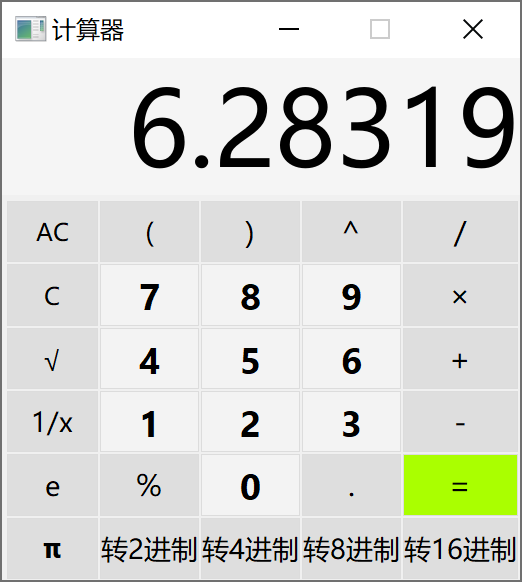 计算器
6.28319
AC ( ) ^ /
C 7 8 9 ×
√ 4 5 6 +
1/x 1 2 3 -
e % 0 . =
π 转2进制 转4进制 转8进制 转16进制